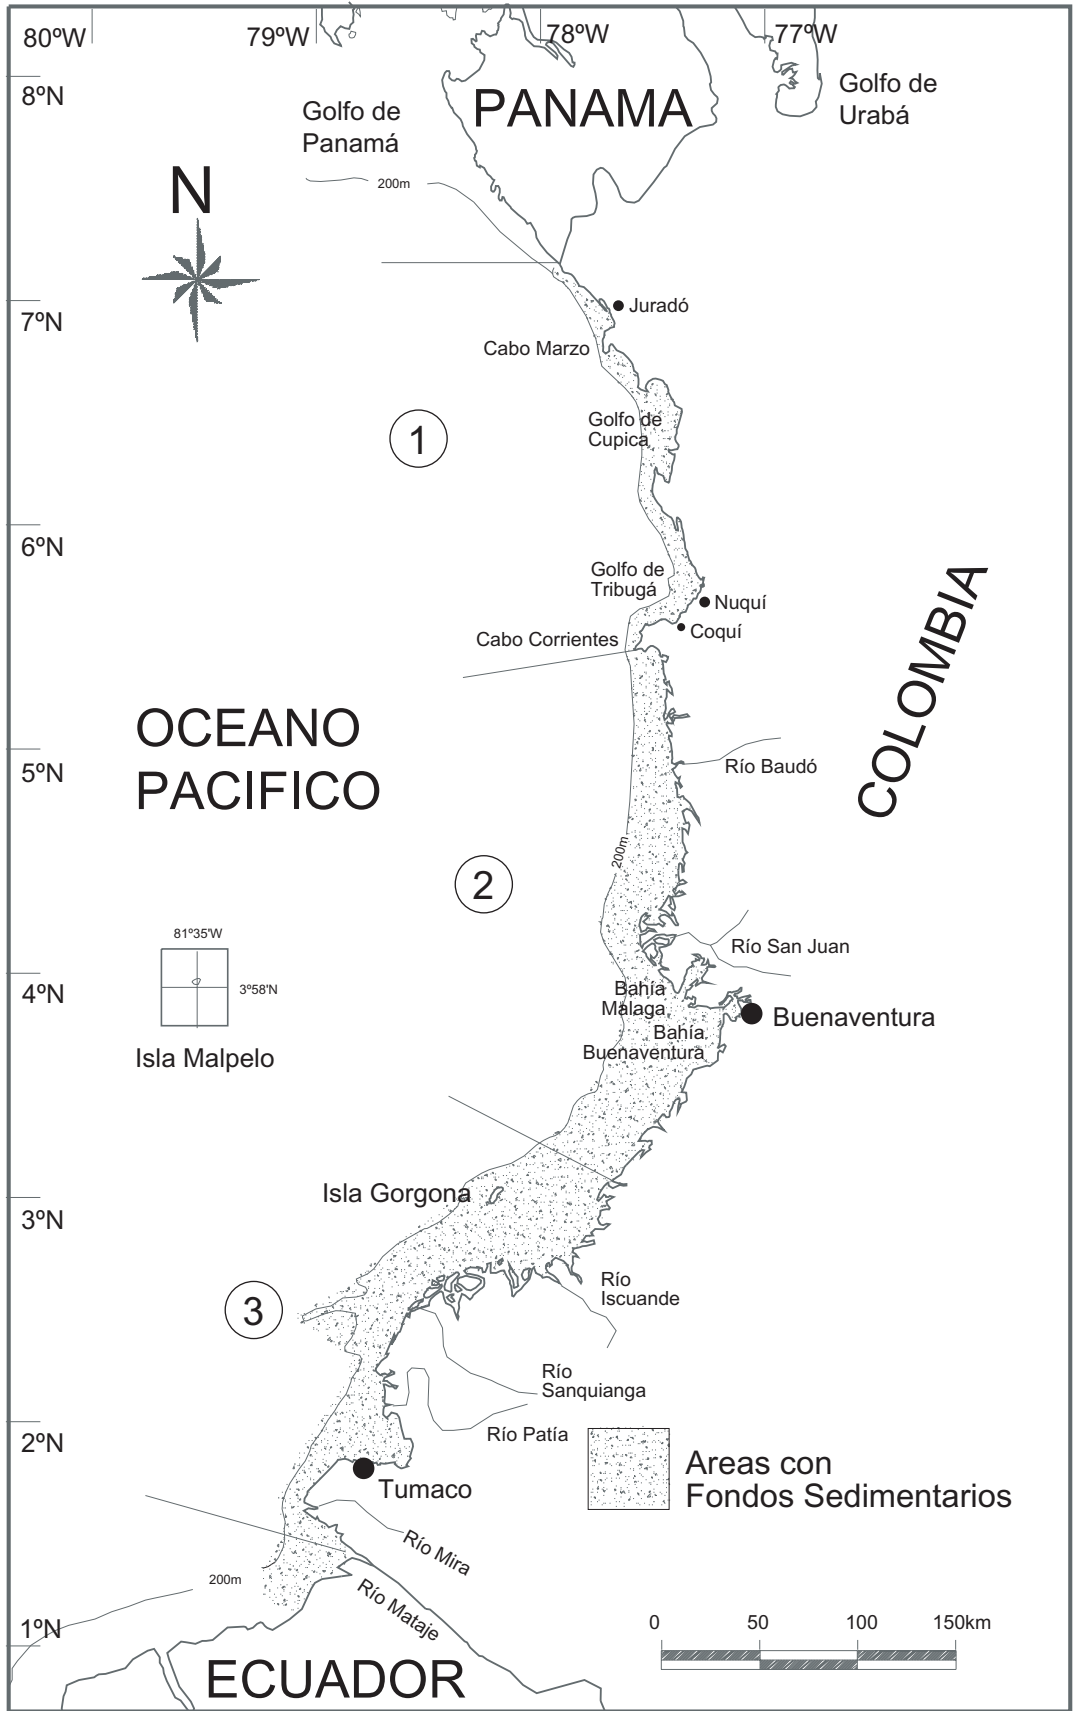 80ºW
79ºW
78ºW
77ºW
8ºN
Golfo de
Panamá
PANAMA
Golfo de
Urabá
N
200m
7ºN
Juradó
Cabo Marzo
1
Golfo de
Cupica
6ºN
Golfo de
Tribugá
Nuquí
Coquí
Cabo Corrientes
COLOMBIA
OCEANO
PACIFICO
5ºN
Río Baudó
200m
2
81º35'W
3º58'N
Isla Malpelo
4ºN
Río San Juan
Bahía
Málaga
Buenaventura
Bahía
Buenaventura
Isla Gorgona
3ºN
3
Río
Iscuande
Río
Sanquianga
Río Patía
2ºN
Tumaco
Areas con
Fondos Sedimentarios
Río Mira
200m
Río Mataje
1ºN
ECUADOR
0 50 100 150km